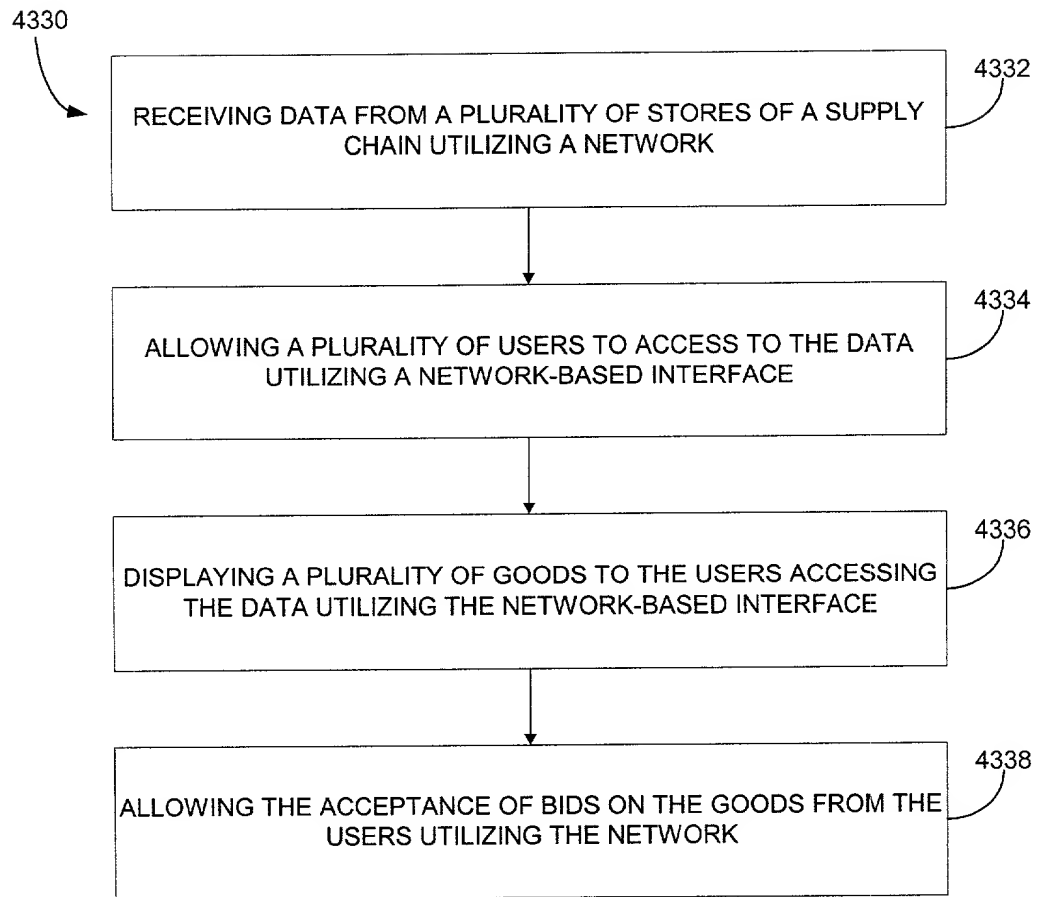 4330
4332
RECEIVING DATA FROM A PLURALITY OF STORES OF A SUPPLY
CHAIN UTILIZING A NETWORK
4334
ALLOWING A PLURALITY OF USERS TO ACCESS TO THE DATA
UTILIZING A NETWORK-BASED INTERFACE
4336
DISPLAYING A PLURALITY OF GOODS TO THE USERS ACCESSING
THE DATA UTILIZING THE NETWORK-BASED INTERFACE
4338
ALLOWING THE ACCEPTANCE OF BIDS ON THE GOODS FROM THE
USERS UTILIZING THE NETWORK